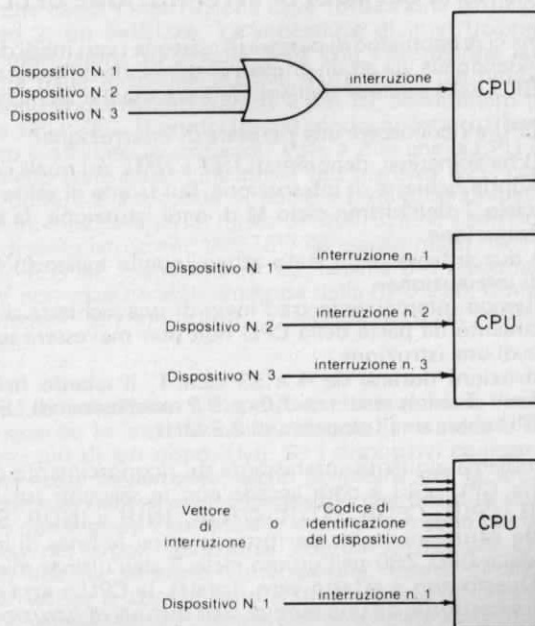 Dispositivo N. 1
Dispositivo N. 2
Dispositivo N. 3
interruzione
CPU
Dispositivo N. 1
interruzione n. 1
Dispositivo N. 2
interruzione n. 2
Dispositivo N. 3
interruzione n. 3
CPU
Vettore
di
interruzione
o
Codice di
identificazione
del dispositivo
Dispositivo N. 1
interruzione n. 1
CPU